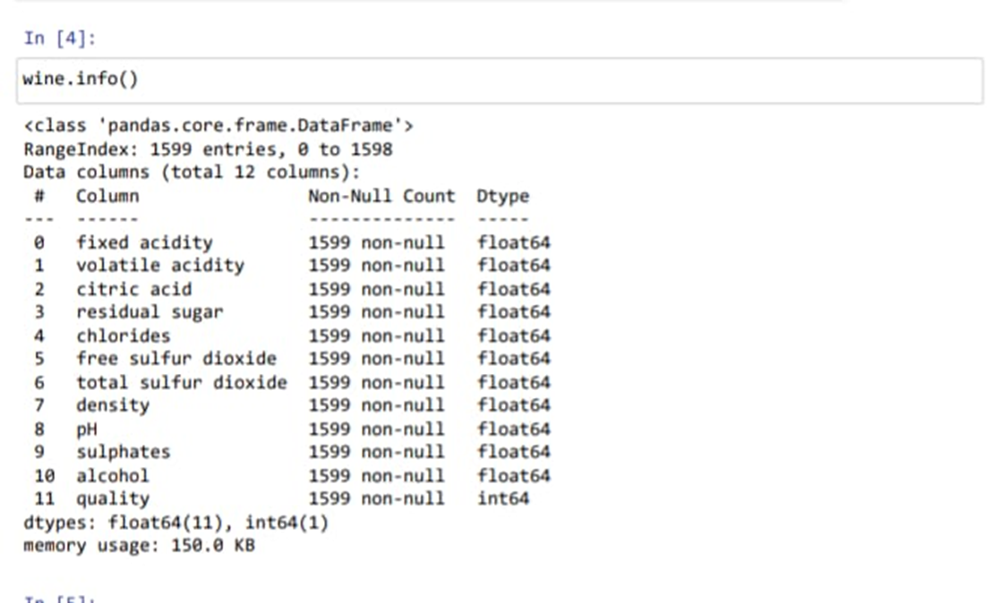 In [4]:
wine.info()
<class 'pandas.core.frame.DataFrame'>
RangeIndex: 1599 entries, 0 to 1598
Data columns (total 12 columns):
 #   Column                Non-Null Count  Dtype
---  ------                --------------  -----
 0   fixed acidity         1599 non-null   float64
 1   volatile acidity      1599 non-null   float64
 2   citric acid           1599 non-null   float64
 3   residual sugar        1599 non-null   float64
 4   chlorides             1599 non-null   float64
 5   free sulfur dioxide   1599 non-null   float64
 6   total sulfur dioxide  1599 non-null   float64
 7   density               1599 non-null   float64
 8   pH                    1599 non-null   float64
 9   sulphates             1599 non-null   float64
 10  alcohol               1599 non-null   float64
 11  quality               1599 non-null   int64
dtypes: float64(11), int64(1)
memory usage: 150.0 KB
In [5]: